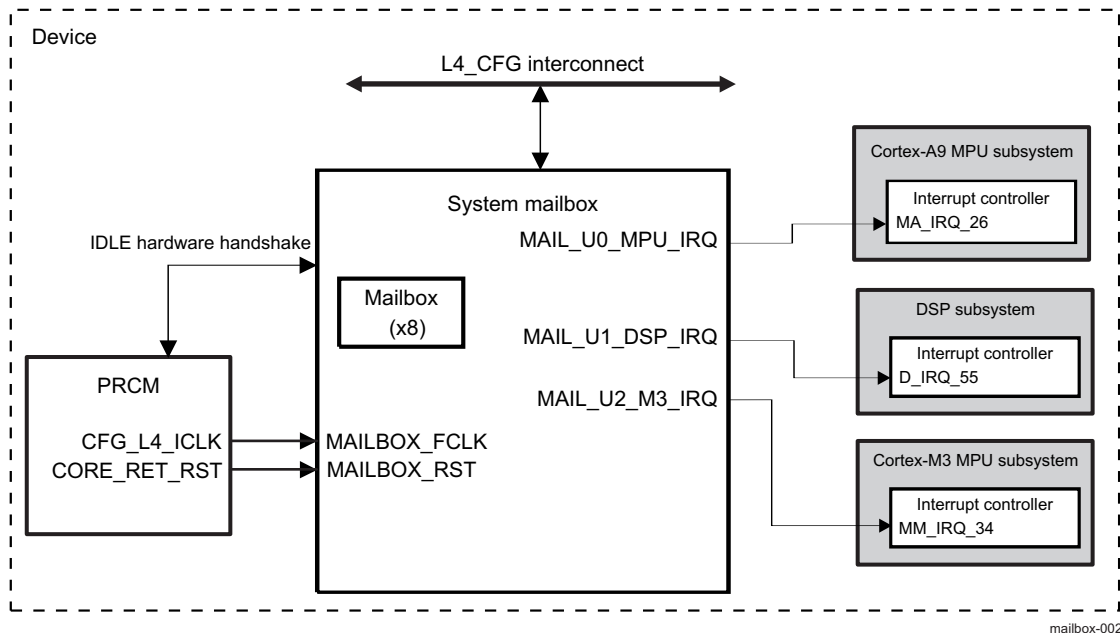 Device
L4_CFG interconnect
Cortex-A9 MPU subsystem
Interrupt controller
MA_IRQ_26
System mailbox
MAIL_U0_MPU_IRQ
IDLE hardware handshake
Mailbox
(x8)
DSP subsystem
MAIL_U1_DSP_IRQ
Interrupt controller
D_IRQ_55
PRCM
MAIL_U2_M3_IRQ
CFG_L4_ICLK
MAILBOX_FCLK
CORE_RET_RST
MAILBOX_RST
Cortex-M3 MPU subsystem
Interrupt controller
MM_IRQ_34
mailbox-002